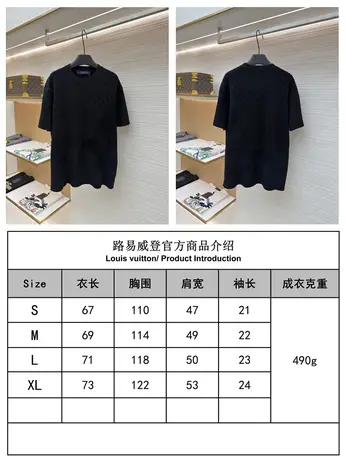 路易威登官方商品介绍
Louis vuitton/ Product Introduction
Size 衣长 胸围 肩宽 袖长 成衣克重
S 67 110 47 21
M 69 114 49 22
L 71 118 50 23
XL 73 122 53 24
490g